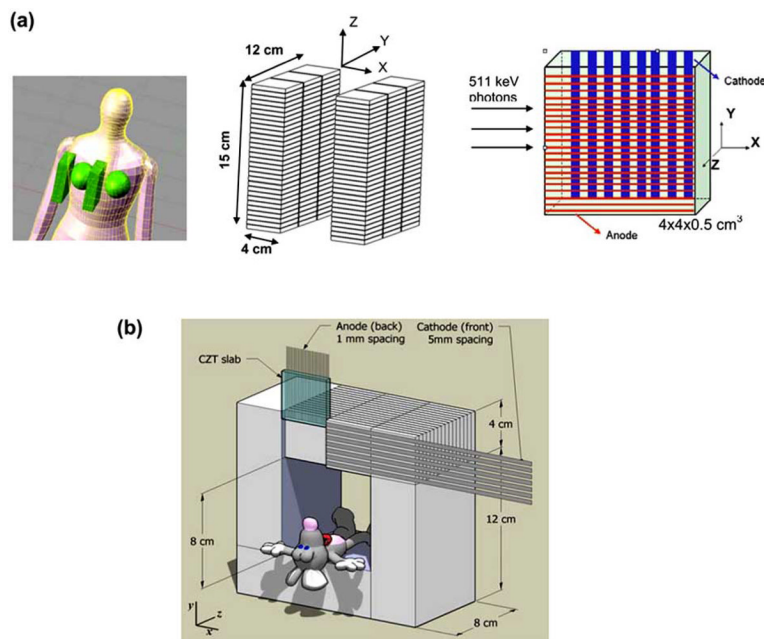 (a)
12 cm
Z
Y
X
15 cm
4 cm
511 keV
photons
Cathode
Y
X
Z
Anode
4x4x0.5 cm³
(b)
Anode (back)
1 mm spacing
Cathode (front)
5mm spacing
CZT slab
4 cm
12 cm
8 cm
8 cm
y
z
x